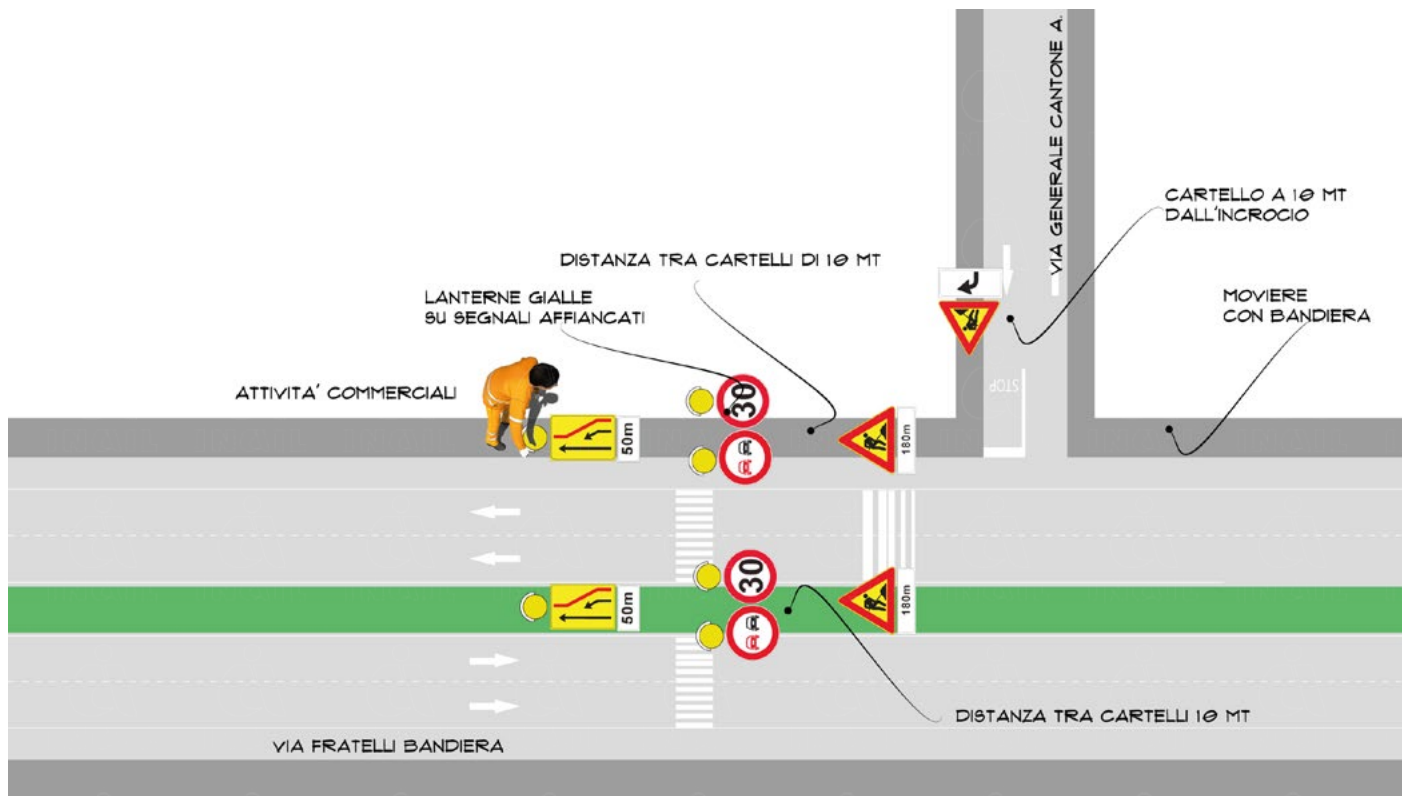 VIA GENERALE CANTONE A.
CARTELLO A 10 MT
DALL'INCROCIO
DISTANZA TRA CARTELLI DI 10 MT
LANTERNE GIALLE
SU SEGNALI AFFIANCATI
MOVIERE
CON BANDIERA
ATTIVITA' COMMERCIALI
STOP
30
50m
180m
30
50m
180m
DISTANZA TRA CARTELLI 10 MT
VIA FRATELLI BANDIERA